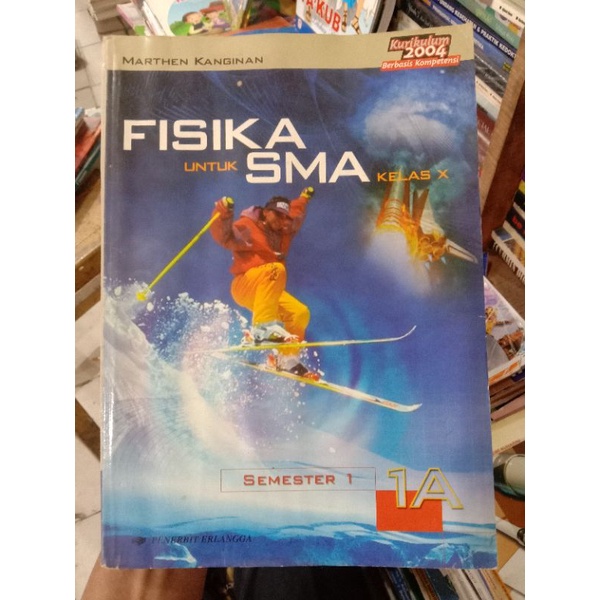 MARTHEN KANGINAN
Kurikulum
2004
Berbasis Kompetensi
FISIKA
UNTUK SMA KELAS X
SEMESTER 1
1A
PENERBIT ERLANGGA